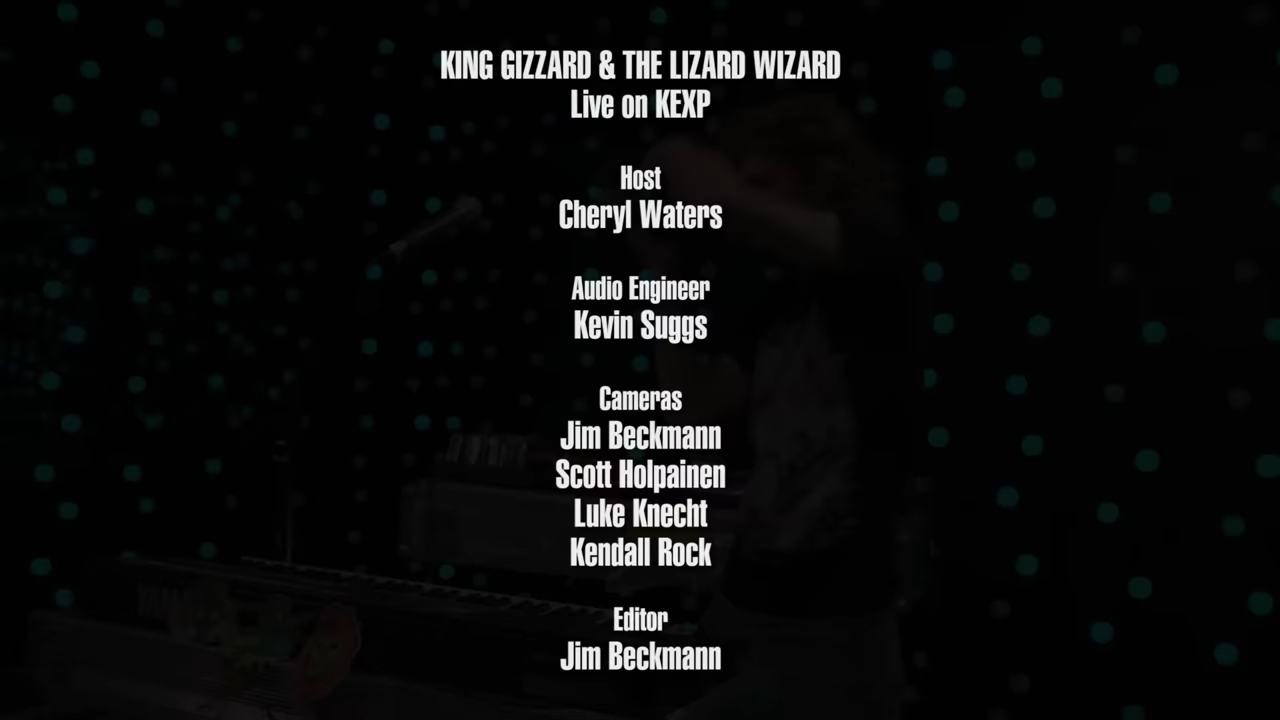 KING GIZZARD & THE LIZARD WIZARD
Live on KEXP
Host
Cheryl Waters
Audio Engineer
Kevin Suggs
Cameras
Jim Beckmann
Scott Holpainen
Luke Knecht
Kendall Rock
Editor
Jim Beckmann